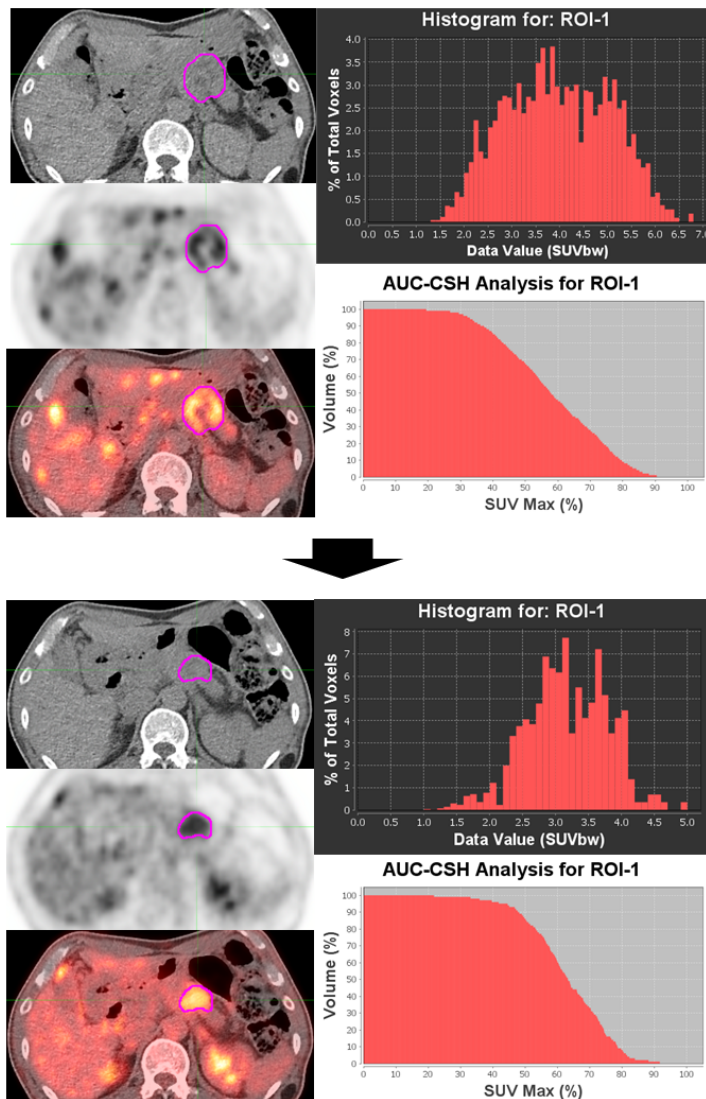 Histogram for: ROI-1
% of Total Voxels
4.0
3.5
3.0
2.5
2.0
1.5
1.0
0.5
0.0
0.0 0.5 1.0 1.5 2.0 2.5 3.0 3.5 4.0 4.5 5.0 5.5 6.0 6.5 7.0
Data Value (SUVbw)
AUC-CSH Analysis for ROI-1
Volume (%)
100
90
80
70
60
50
40
30
20
10
0
0 10 20 30 40 50 60 70 80 90 100
SUV Max (%)
Histogram for: ROI-1
% of Total Voxels
8
7
6
5
4
3
2
1
0
0.0 0.5 1.0 1.5 2.0 2.5 3.0 3.5 4.0 4.5 5.0
Data Value (SUVbw)
AUC-CSH Analysis for ROI-1
Volume (%)
100
90
80
70
60
50
40
30
20
10
0
0 10 20 30 40 50 60 70 80 90 100
SUV Max (%)